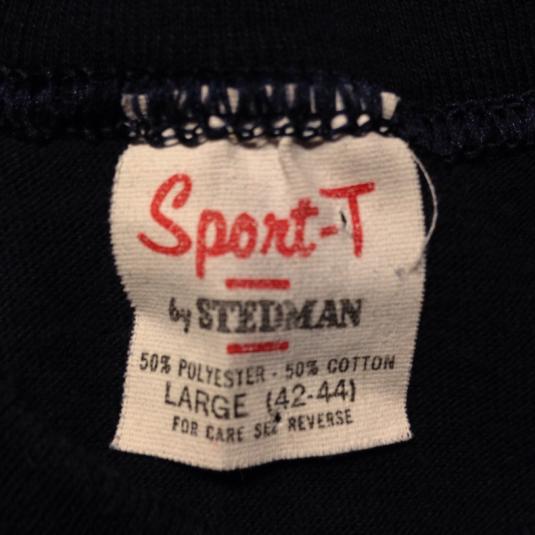 Sport-T
by STEDMAN
50% POLYESTER - 50% COTTON
LARGE (42-44)
FOR CARE SEE REVERSE